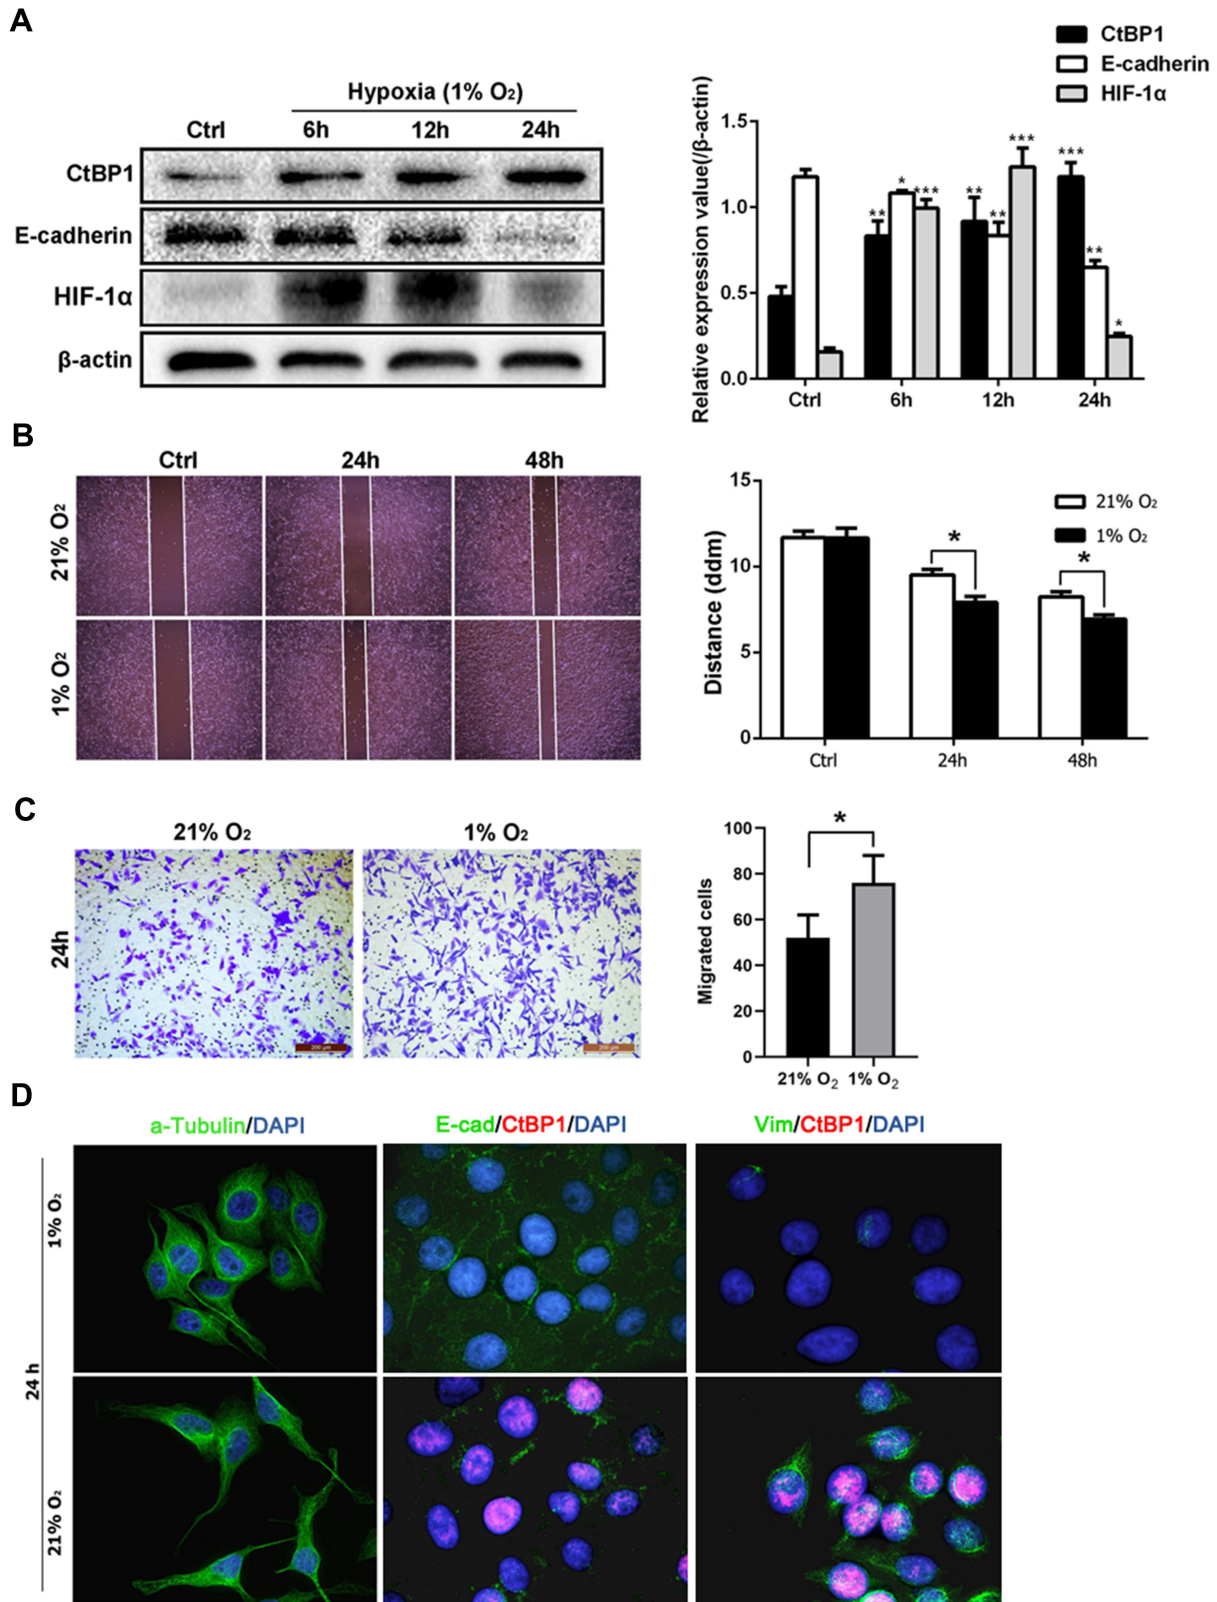 A
CtBP1
E-cadherin
HIF-1α
Hypoxia (1% O2)
Ctrl 6h 12h 24h
CtBP1
E-cadherin
HIF-1α
β-actin
Relative expression value(/β-actin)
1.5
1.0
0.5
0.0
** * ***
** ** ***
*** ** *
Ctrl 6h 12h 24h
B
Ctrl 24h 48h
21% O2
1% O2
Distance (ddm)
15
10
5
0
21% O2
1% O2
*
*
Ctrl 24h 48h
C
21% O2 1% O2
24h
200 μm
200 μm
Migrated cells
100
80
60
40
20
0
*
21% O2 1% O2
D
a-Tubulin/DAPI E-cad/CtBP1/DAPI Vim/CtBP1/DAPI
24 h
1% O2
21% O2